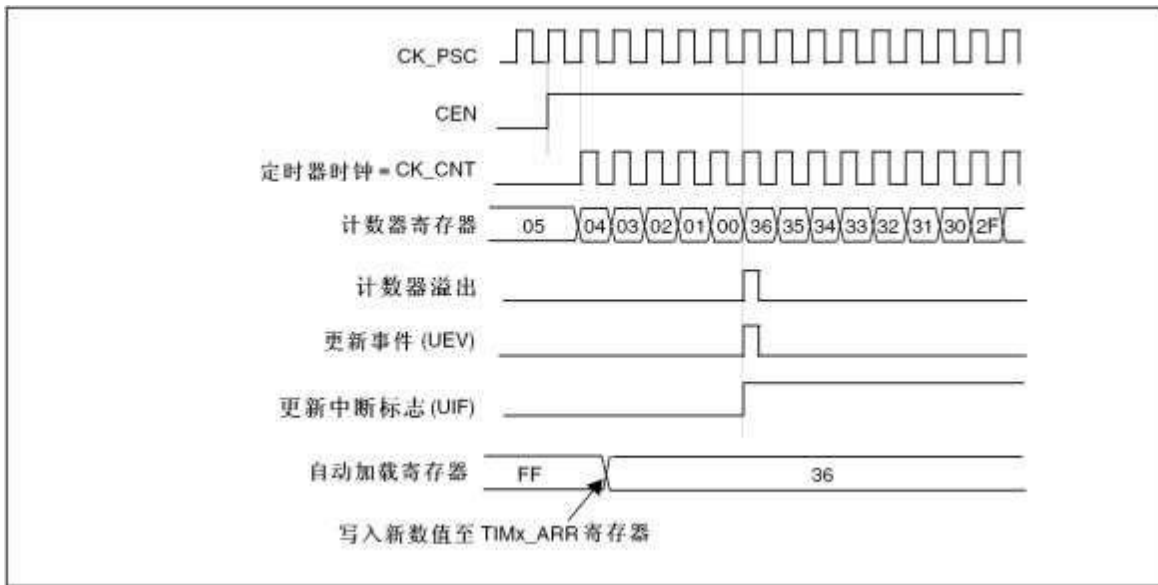 CK_PSC
CEN
定时器时钟 = CK_CNT
计数器寄存器 05 04 03 02 01 00 36 35 34 33 32 31 30 2F
计数器溢出
更新事件 (UEV)
更新中断标志 (UIF)
自动加载寄存器 FF 36
写入新数值至 TIMx_ARR 寄存器